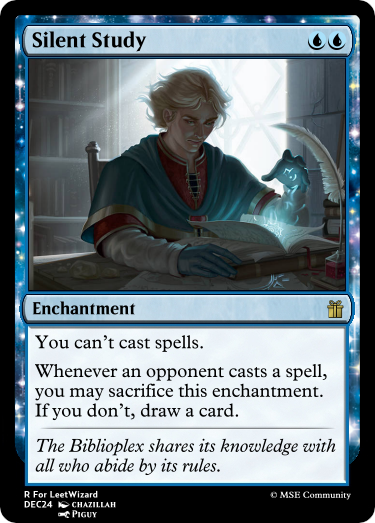 Silent Study
Enchantment
You can't cast spells.
Whenever an opponent casts a spell,
you may sacrifice this enchantment.
If you don't, draw a card.
The Biblioplex shares its knowledge with
all who abide by its rules.
R For LeetWizard
DEC24 CHAZILLAH
PIGUY
© MSE Community